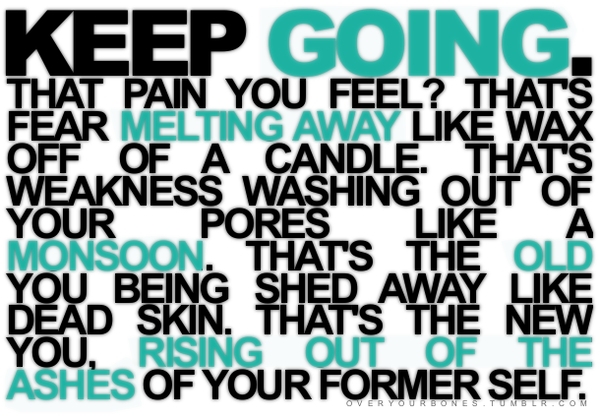 KEEP GOING.
THAT PAIN YOU FEEL? THAT'S
FEAR MELTING AWAY LIKE WAX
OFF OF A CANDLE. THAT'S
WEAKNESS WASHING OUT OF
YOUR PORES LIKE A
MONSOON. THAT'S THE OLD
YOU BEING SHED AWAY LIKE
DEAD SKIN. THAT'S THE NEW
YOU, RISING OUT OF THE
ASHES OF YOUR FORMER SELF.
OVERYOURBONES.TUMBLR.COM